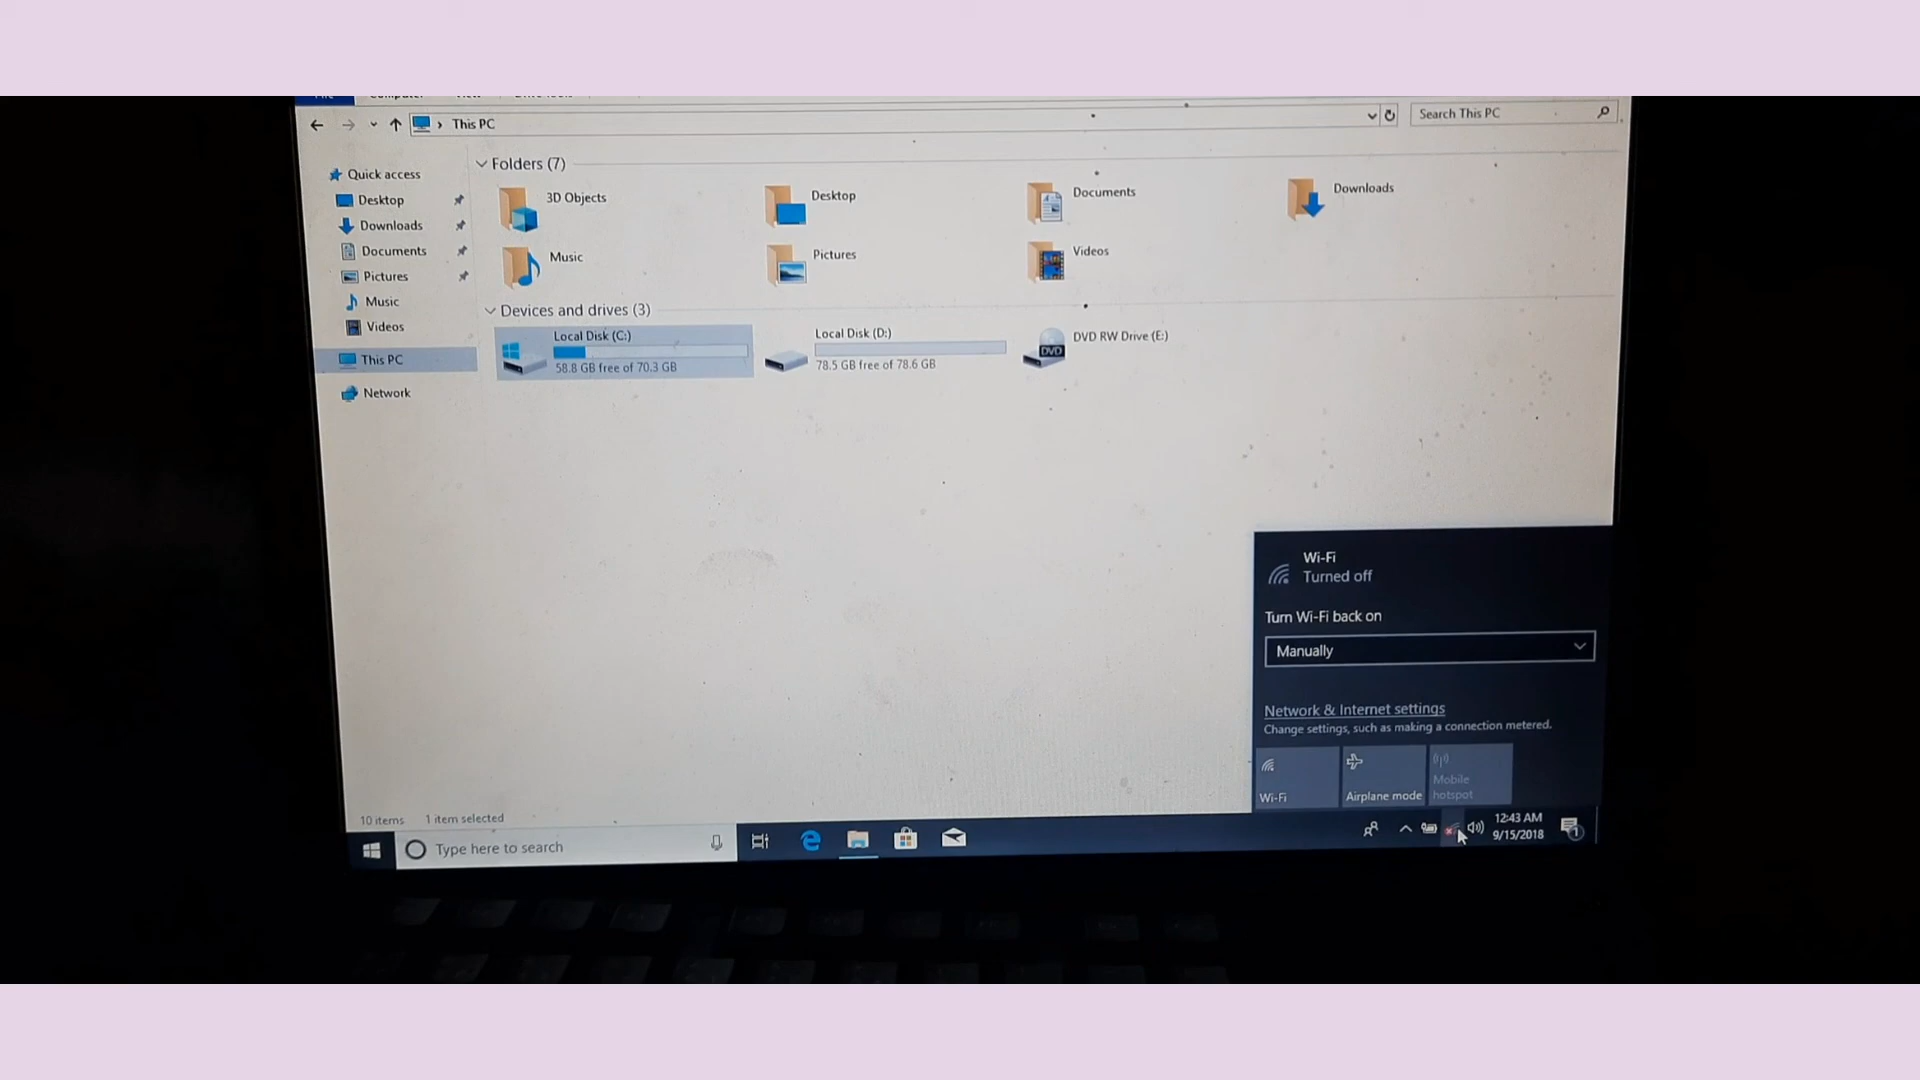 This PC
Search This PC
Quick access
Desktop
Downloads
Documents
Pictures
Music
Videos
This PC
Network
Folders (7)
3D Objects
Desktop
Documents
Downloads
Music
Pictures
Videos
Devices and drives (3)
Local Disk (C:)
58.8 GB free of 70.3 GB
Local Disk (D:)
78.5 GB free of 78.6 GB
DVD
DVD RW Drive (E:)
Wi-Fi
Turned off
Turn Wi-Fi back on
Manually
Network & Internet settings
Change settings, such as making a connection metered.
Wi-Fi
Airplane mode
Mobile
hotspot
10 items
1 item selected
Type here to search
12:43 AM
9/15/2018
1